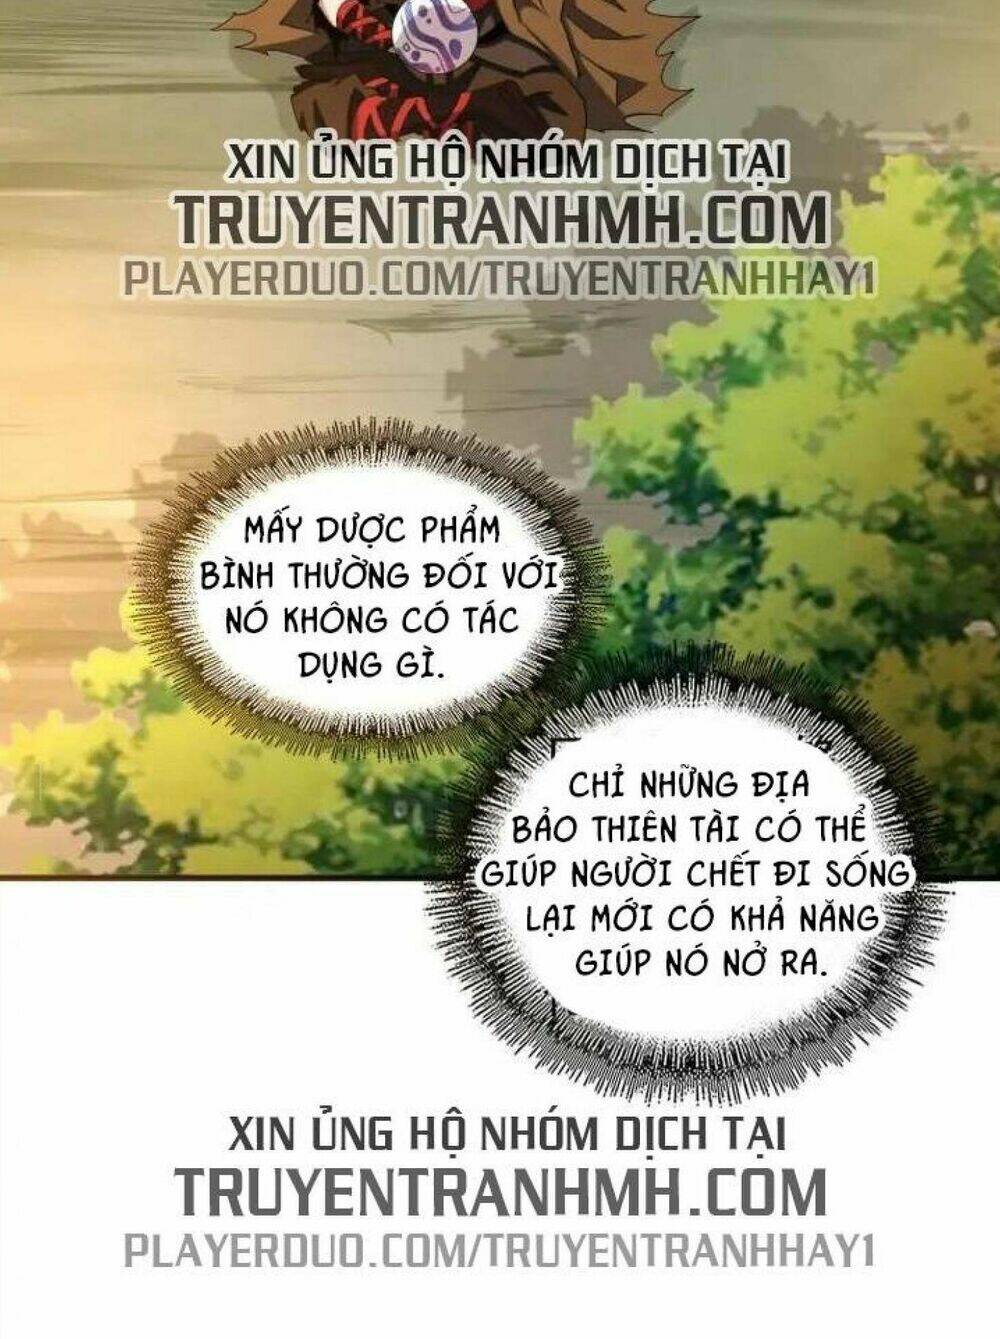 XIN ỦNG HỘ NHÓM DỊCH TẠI
TRUYENTRANHMH.COM
PLAYERDUO.COM/TRUYENTRANHHAY1
MẤY DƯỢC PHẨM
BÌNH THƯỜNG ĐỐI VỚI
NÓ KHÔNG CÓ TÁC
DỤNG GÌ.
CHỈ NHỮNG ĐỊA
BẢO THIÊN TÀI CÓ THỂ
GIÚP NGƯỜI CHẾT ĐI SỐNG
LẠI MỚI CÓ KHẢ NĂNG
GIÚP NÓ NỞ RA.
XIN ỦNG HỘ NHÓM DỊCH TẠI
TRUYENTRANHMH.COM
PLAYERDUO.COM/TRUYENTRANHHAY1